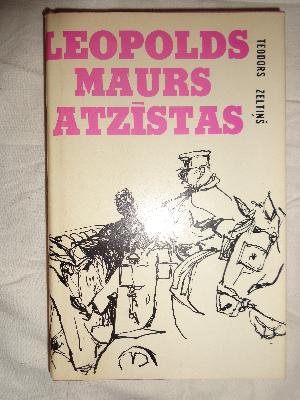 LEOPOLDS
MAURS
ATZĪSTAS
TEODORS ZELTIŅŠ